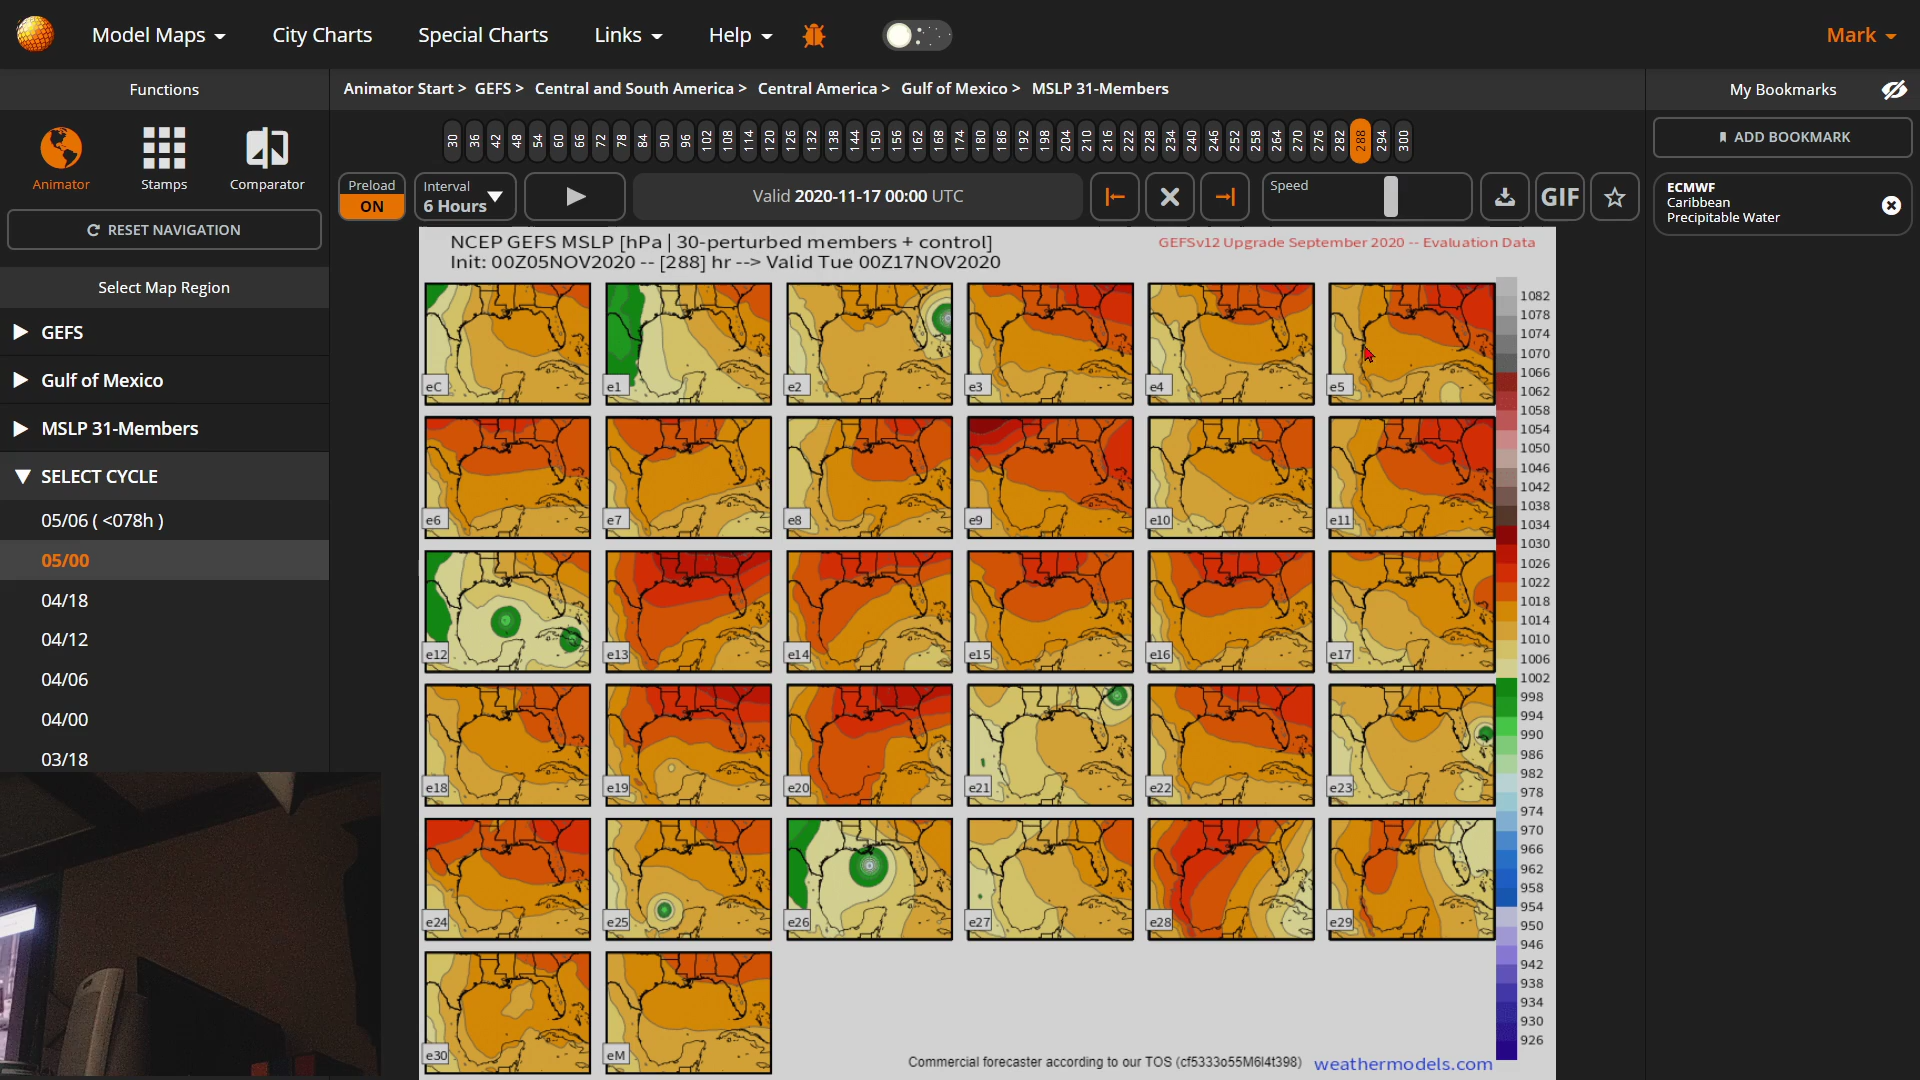 Model Maps
City Charts
Special Charts
Links
Help
Mark
Functions
Animator Start > GEFS > Central and South America > Central America > Gulf of Mexico > MSLP 31-Members
My Bookmarks
30 36 42 48 54 60 66 72 78 84 90 96 102 108 114 120 126 132 138 144 150 156 162 168 174 180 186 192 198 204 210 216 222 228 234 240 246 252 258 264 270 276 282 288 294 300
Animator
Stamps
Comparator
ADD BOOKMARK
Preload
ON
Interval
6 Hours
Valid 2020-11-17 00:00 UTC
Speed
GIF
ECMWF
Caribbean
Precipitable Water
RESET NAVIGATION
Select Map Region
GEFS
Gulf of Mexico
MSLP 31-Members
SELECT CYCLE
05/06 ( <078h )
05/00
04/18
04/12
04/06
04/00
03/18
NCEP GEFS MSLP [hPa | 30-perturbed members + control]
Init: 00Z05NOV2020 -- [288] hr --> Valid Tue 00Z17NOV2020
GEFSv12 Upgrade September 2020 -- Evaluation Data
eC e1 e2 e3 e4 e5
e6 e7 e8 e9 e10 e11
e12 e13 e14 e15 e16 e17
e18 e19 e20 e21 e22 e23
e24 e25 e26 e27 e28 e29
e30 eM
1082
1078
1074
1070
1066
1062
1058
1054
1050
1046
1042
1038
1034
1030
1026
1022
1018
1014
1010
1006
1002
998
994
990
986
982
978
974
970
966
962
958
954
950
946
942
938
934
930
926
Commercial forecaster according to our TOS (cf5333o55M6l4t398)
weathermodels.com